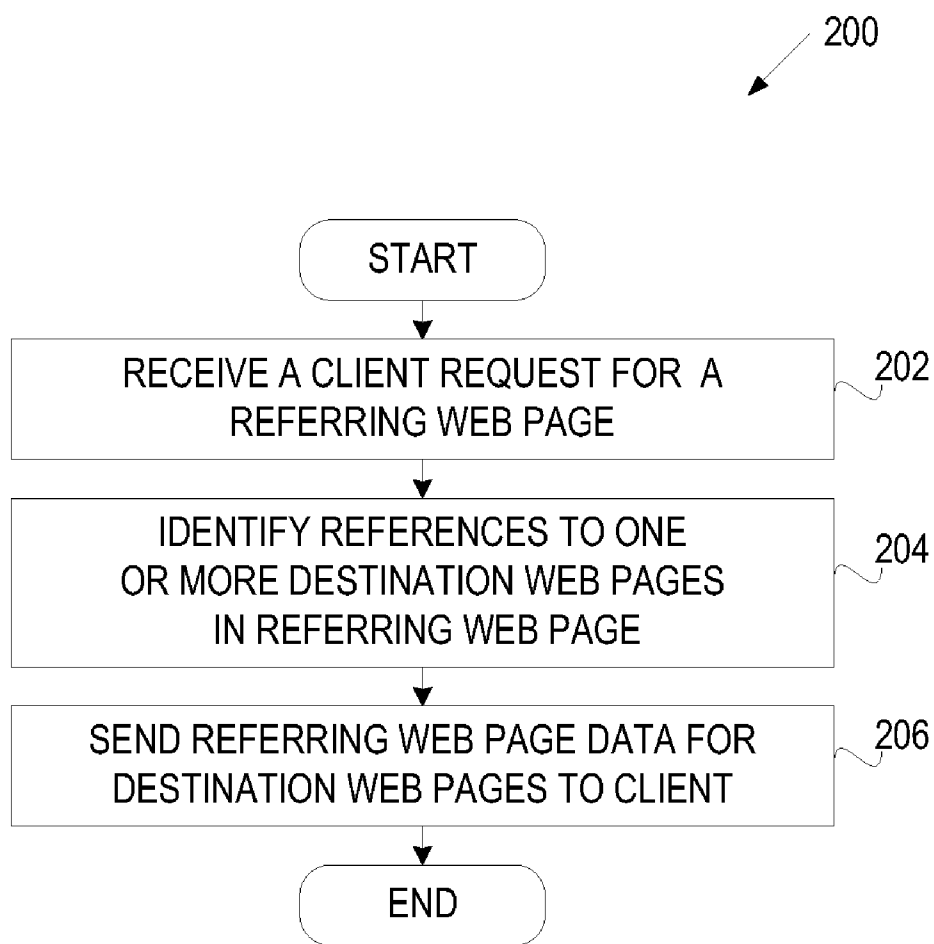 200
START
RECEIVE A CLIENT REQUEST FOR A
REFERRING WEB PAGE
202
IDENTIFY REFERENCES TO ONE
OR MORE DESTINATION WEB PAGES
IN REFERRING WEB PAGE
204
SEND REFERRING WEB PAGE DATA FOR
DESTINATION WEB PAGES TO CLIENT
206
END